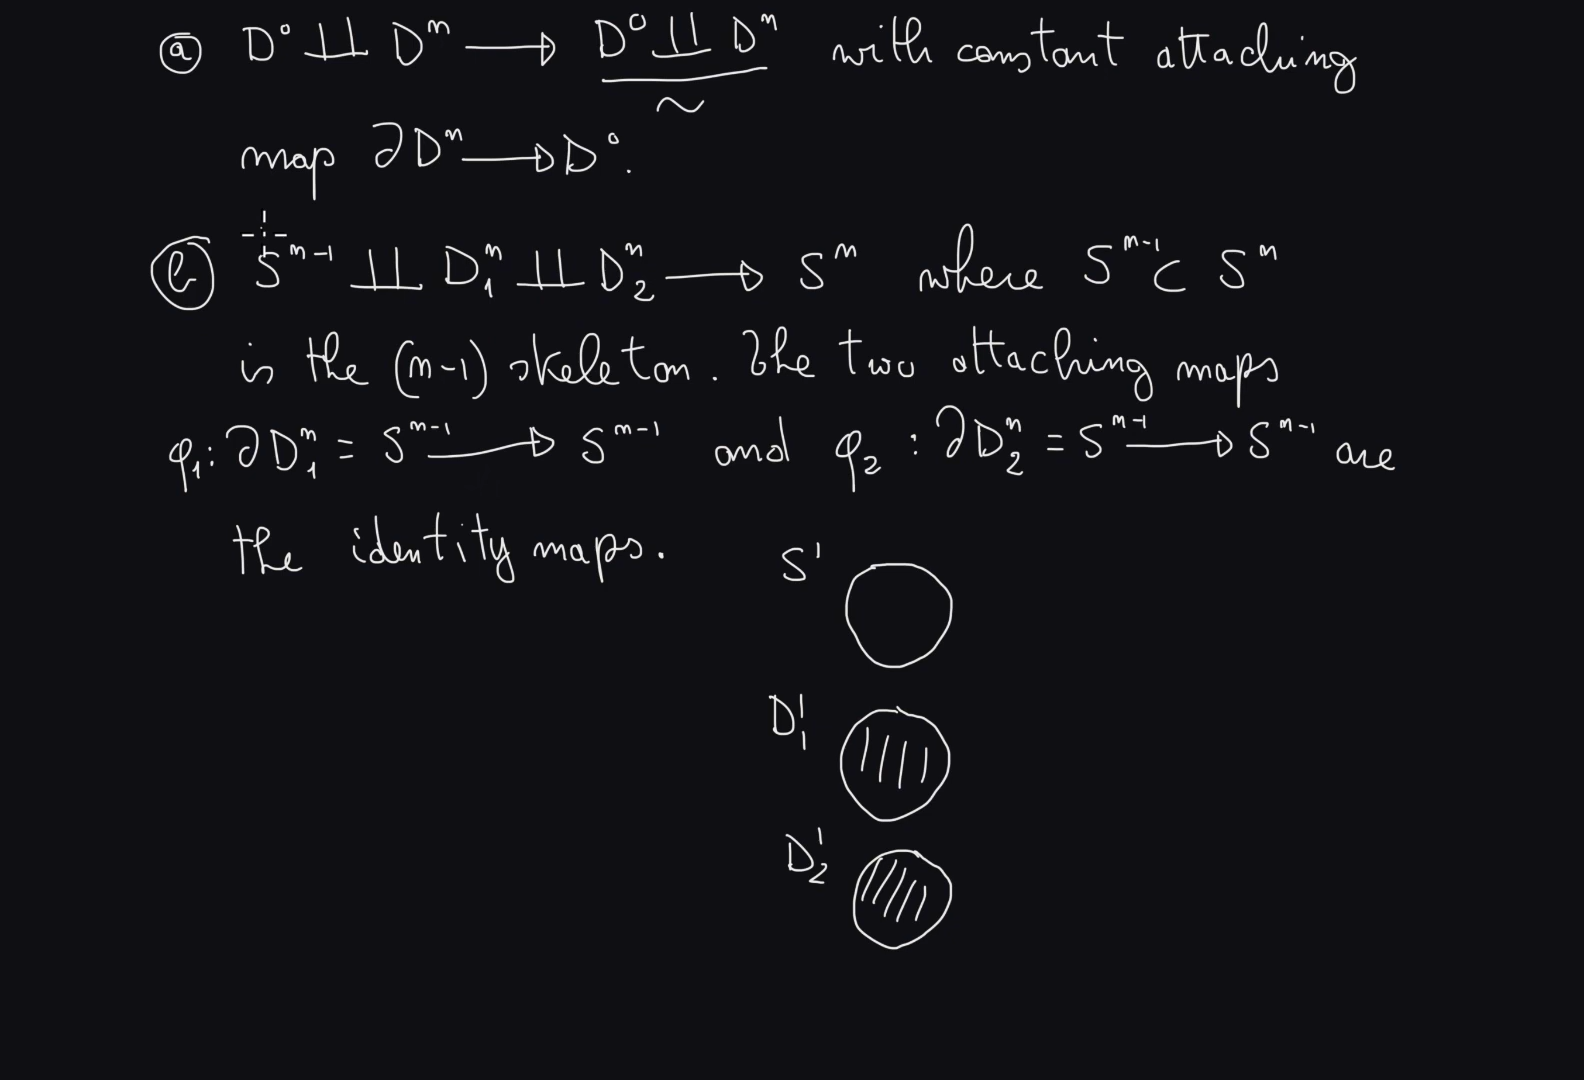 ⓐ D⁰ ⨿ Dⁿ → D⁰ ⨿ Dⁿ / ~ with constant attaching
map ∂Dⁿ → D⁰.
ⓑ Sⁿ⁻¹ ⨿ D₁ⁿ ⨿ D₂ⁿ → Sⁿ where Sⁿ⁻¹ ⊂ Sⁿ
is the (n-1) skeleton. The two attaching maps
φ₁: ∂D₁ⁿ = Sⁿ⁻¹ → Sⁿ⁻¹ and φ₂ : ∂D₂ⁿ = Sⁿ⁻¹ → Sⁿ⁻¹ are
the identity maps.
S¹
D₁¹
D₂¹